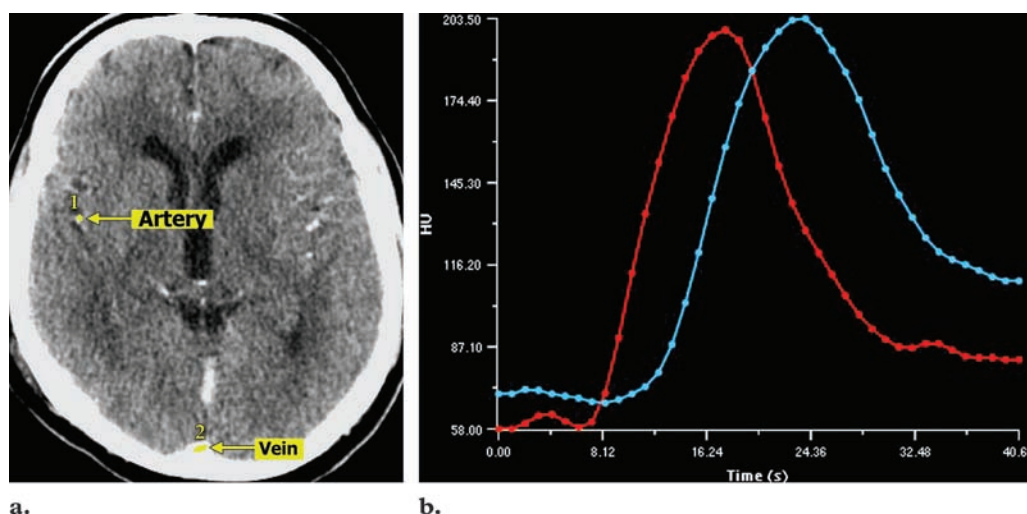 1
Artery
2
Vein
a.
203.50
174.40
145.30
116.20
87.10
58.00
HU
0.00
8.12
16.24
24.36
32.48
40.6
Time (s)
b.